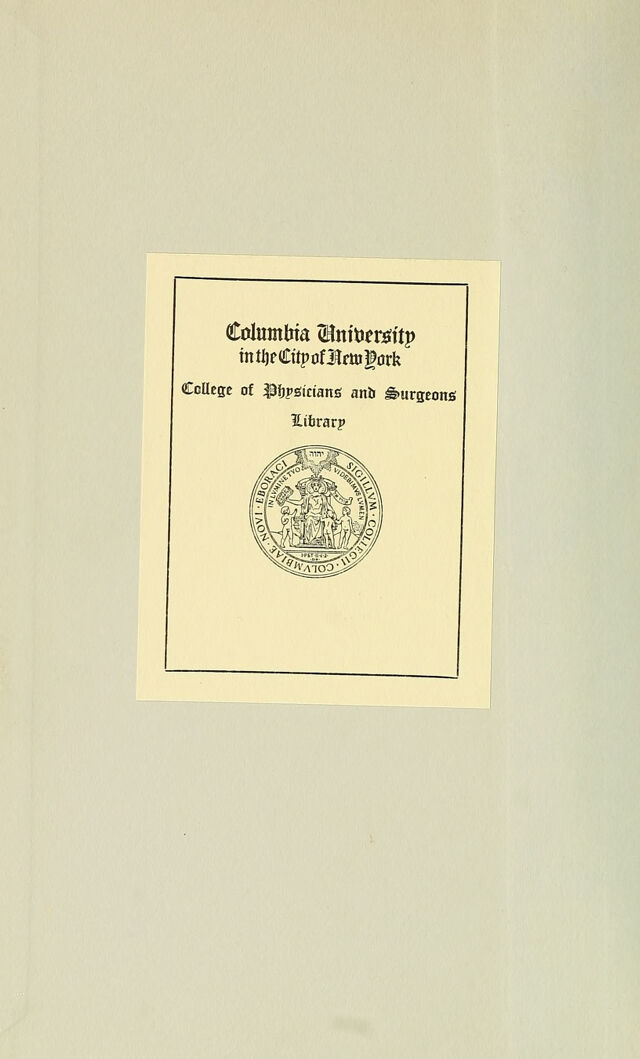 Columbia University
in the City of New York
College of Physicians and Surgeons
Library
יהוה
IN LVMINE TVO VIDEBIMVS LVMEN
SIGILLVM · COLLEGII · COLVMBIAE · NOVI · EBORACI